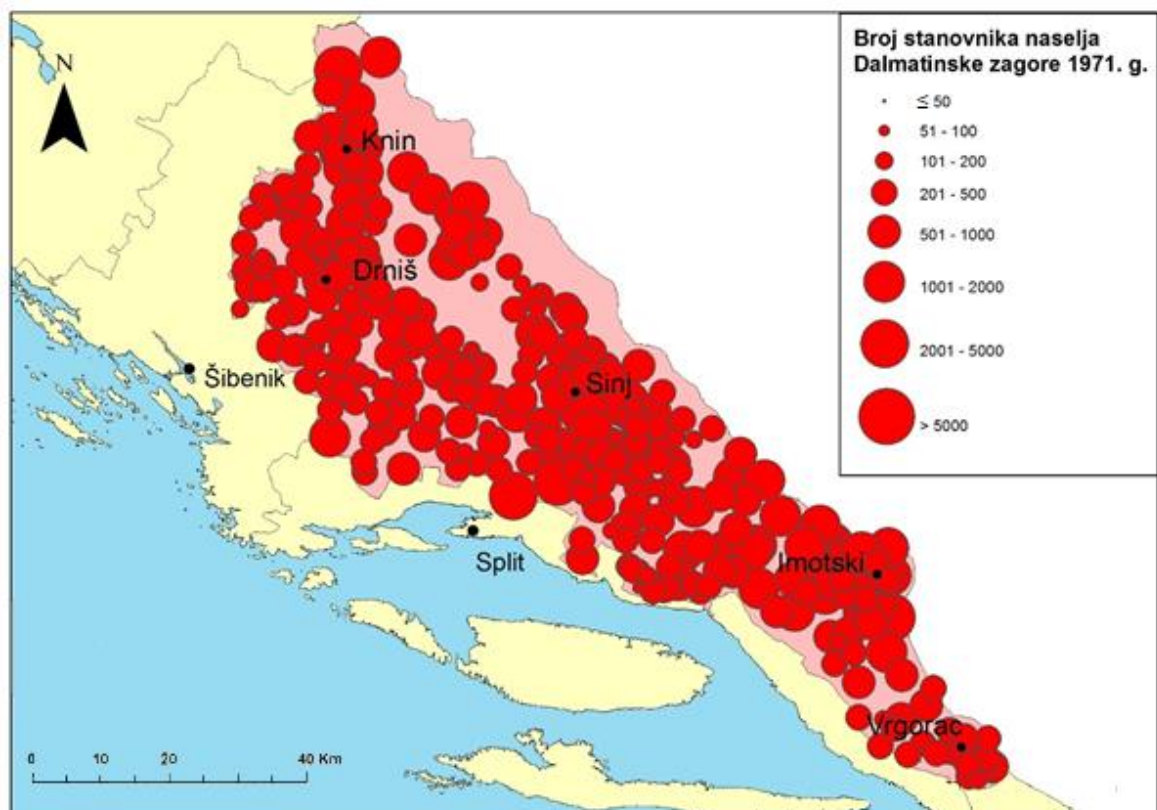 Broj stanovnika naselja
Dalmatinske zagore 1971. g.
≤ 50
51 - 100
101 - 200
201 - 500
501 - 1000
1001 - 2000
2001 - 5000
> 5000
N
Knin
Drniš
Šibenik
Sinj
Split
Imotski
Vrgorac
0 20 40 Km